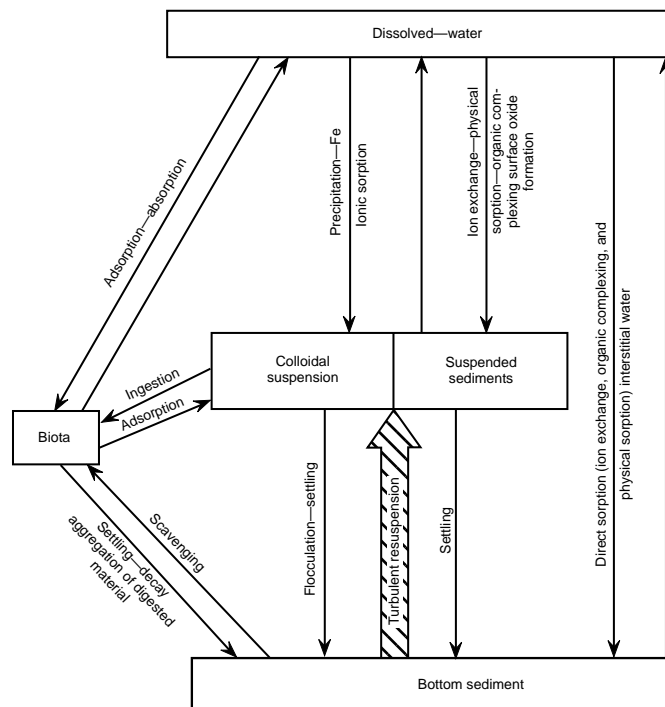 Dissolved—water
Adsorption—absorption
Precipitation—Fe
Ionic sorption
Ion exchange—physical
sorption—organic com-
plexing surface oxide
formation
Direct sorption (ion exchange, organic complexing, and
physical sorption) interstitial water
Colloidal
suspension
Suspended
sediments
Ingestion
Adsorption
Biota
Scavenging
Settling—decay
aggregation of digested
material
Flocculation—settling
Turbulent resuspension
Settling
Bottom sediment